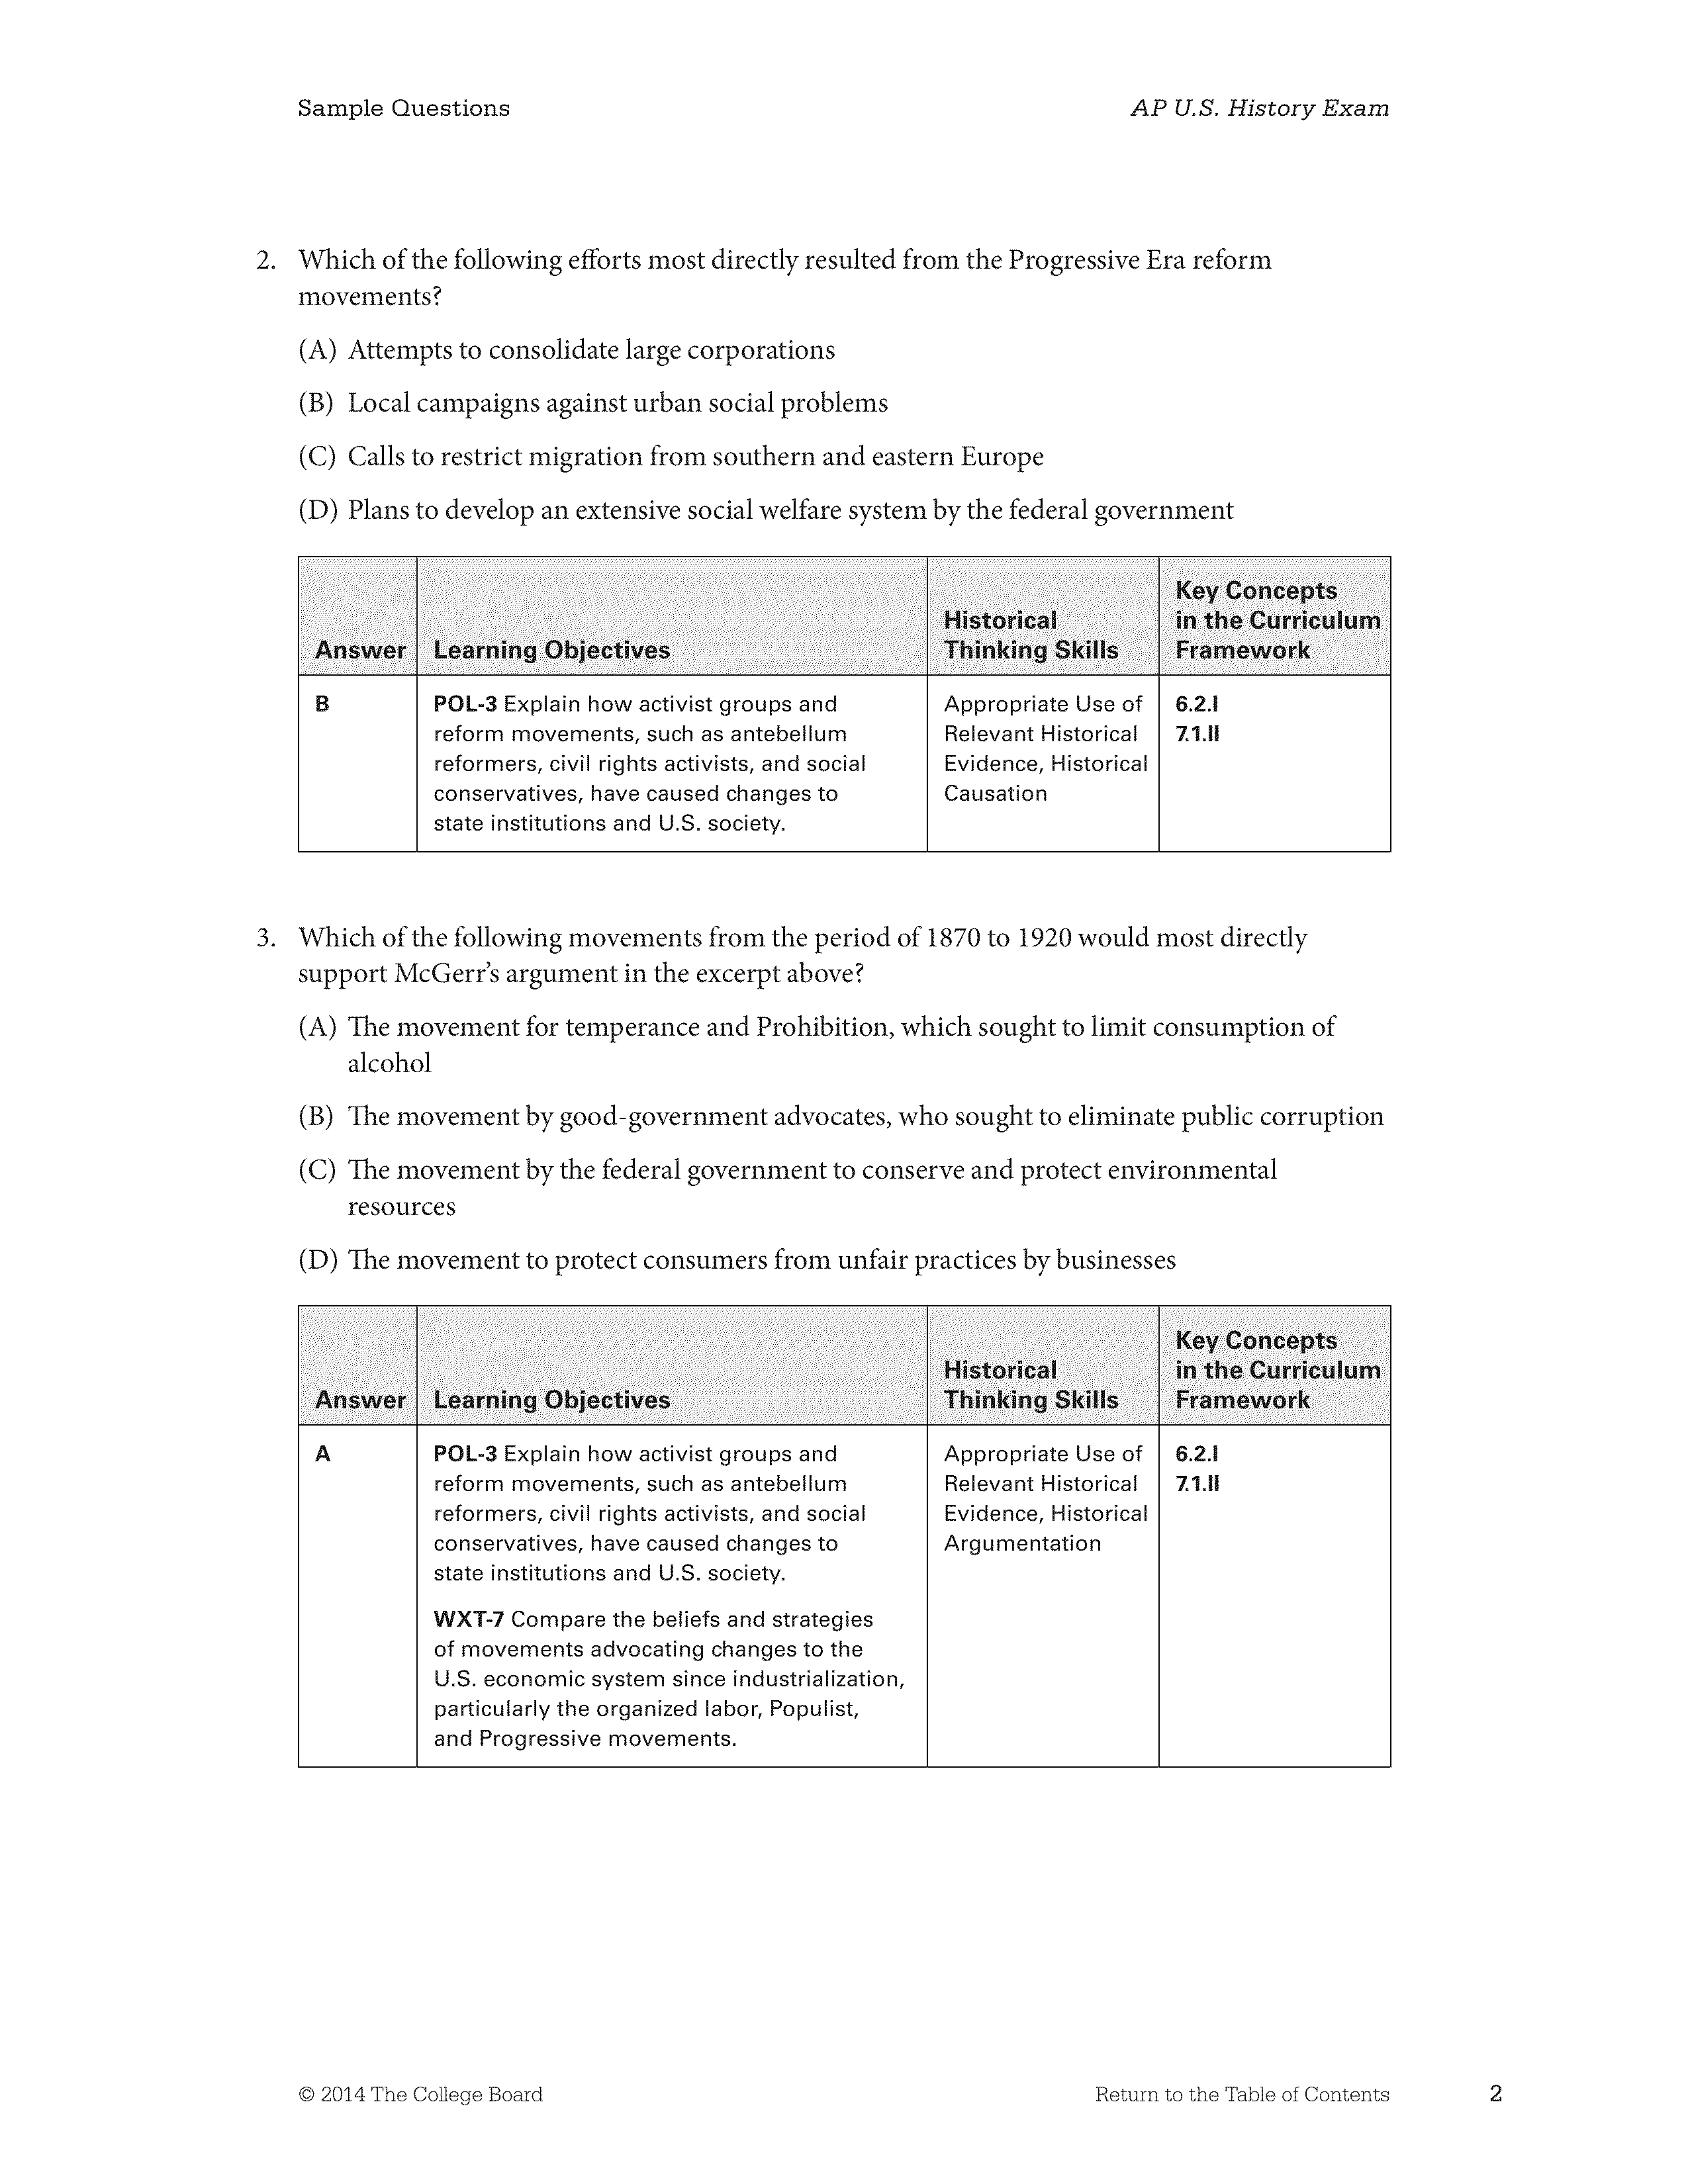 Sample Questions
AP U.S. History Exam
2. Which of the following efforts most directly resulted from the Progressive Era reform
movements?
(A) Attempts to consolidate large corporations
(B) Local campaigns against urban social problems
(C) Calls to restrict migration from southern and eastern Europe
(D) Plans to develop an extensive social welfare system by the federal government
Answer
Learning Objectives
Historical
Thinking Skills
Key Concepts
in the Curriculum
Framework
B
POL-3 Explain how activist groups and
reform movements, such as antebellum
reformers, civil rights activists, and social
conservatives, have caused changes to
state institutions and U.S. society.
Appropriate Use of
Relevant Historical
Evidence, Historical
Causation
6.2.I
7.1.II
3. Which of the following movements from the period of 1870 to 1920 would most directly
support McGerr’s argument in the excerpt above?
(A) The movement for temperance and Prohibition, which sought to limit consumption of
alcohol
(B) The movement by good-government advocates, who sought to eliminate public corruption
(C) The movement by the federal government to conserve and protect environmental
resources
(D) The movement to protect consumers from unfair practices by businesses
Answer
Learning Objectives
Historical
Thinking Skills
Key Concepts
in the Curriculum
Framework
A
POL-3 Explain how activist groups and
reform movements, such as antebellum
reformers, civil rights activists, and social
conservatives, have caused changes to
state institutions and U.S. society.
WXT-7 Compare the beliefs and strategies
of movements advocating changes to the
U.S. economic system since industrialization,
particularly the organized labor, Populist,
and Progressive movements.
Appropriate Use of
Relevant Historical
Evidence, Historical
Argumentation
6.2.I
7.1.II
© 2014 The College Board
Return to the Table of Contents
2